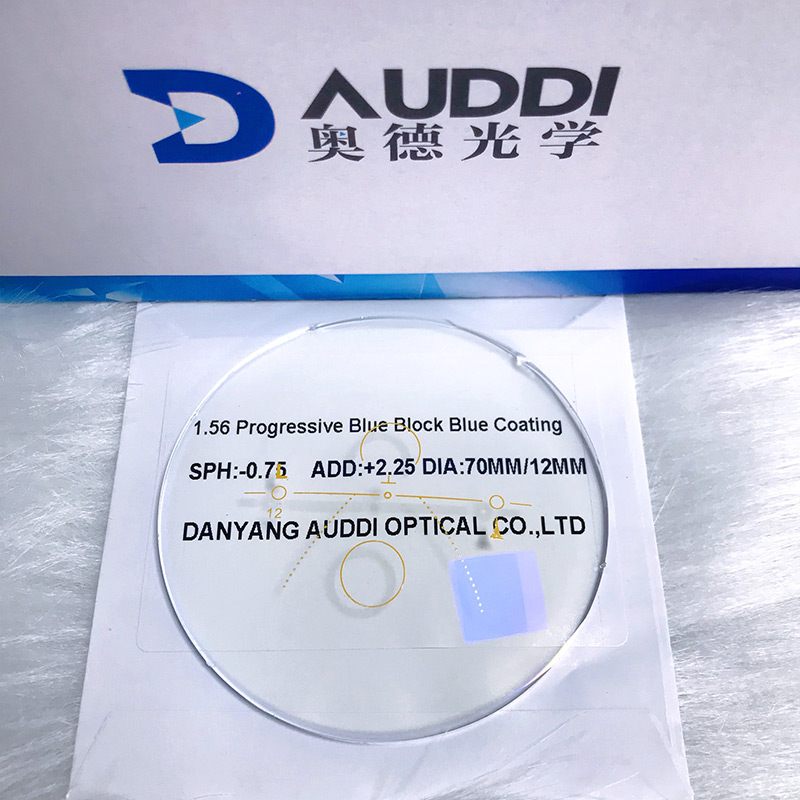 AUDDI
奥德光学
1.56 Progressive Blue Block Blue Coating
SPH:-0.75 ADD:+2.25 DIA:70MM/12MM
12
DANYANG AUDDI OPTICAL CO.,LTD